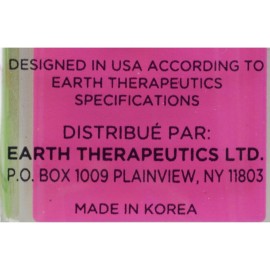 DESIGNED IN USA ACCORDING TO
EARTH THERAPEUTICS
SPECIFICATIONS
DISTRIBUÉ PAR:
EARTH THERAPEUTICS LTD.
P.O. BOX 1009 PLAINVIEW, NY 11803
MADE IN KOREA